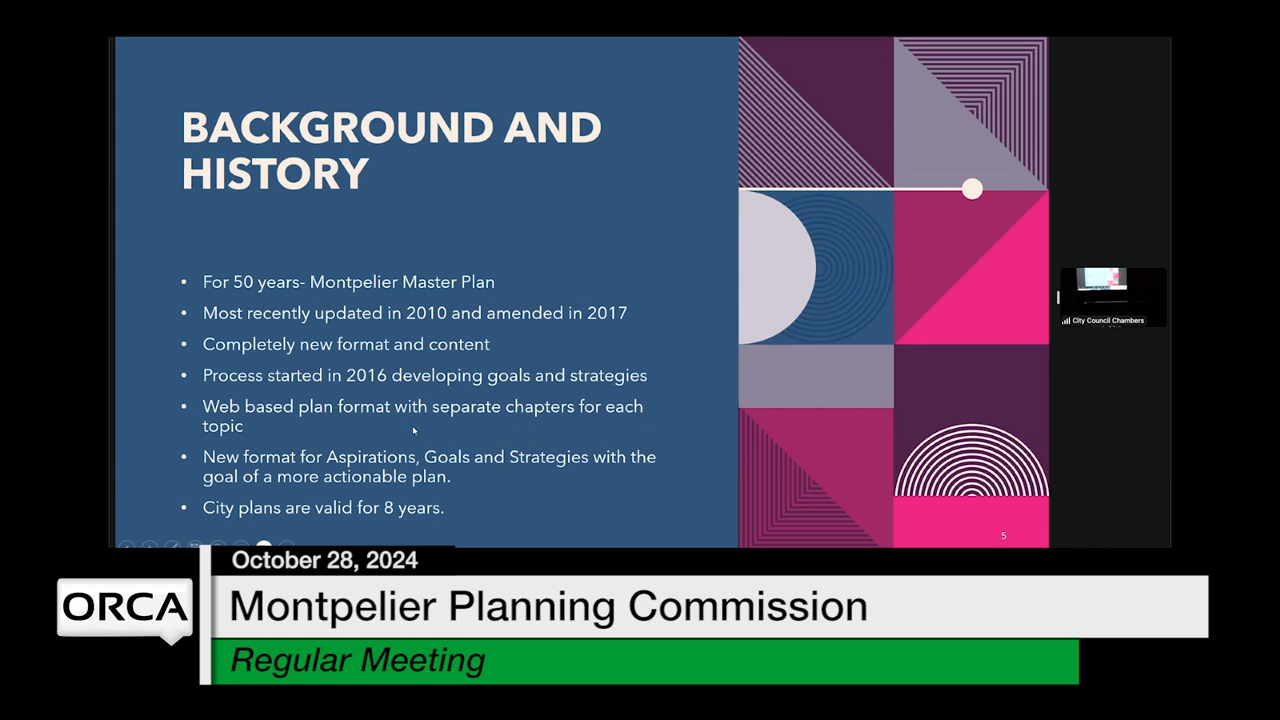 BACKGROUND AND
HISTORY
• For 50 years- Montpelier Master Plan
• Most recently updated in 2010 and amended in 2017
• Completely new format and content
• Process started in 2016 developing goals and strategies
• Web based plan format with separate chapters for each
topic
• New format for Aspirations, Goals and Strategies with the
goal of a more actionable plan.
• City plans are valid for 8 years.
5
City Council Chambers
October 28, 2024
ORCA
Montpelier Planning Commission
Regular Meeting